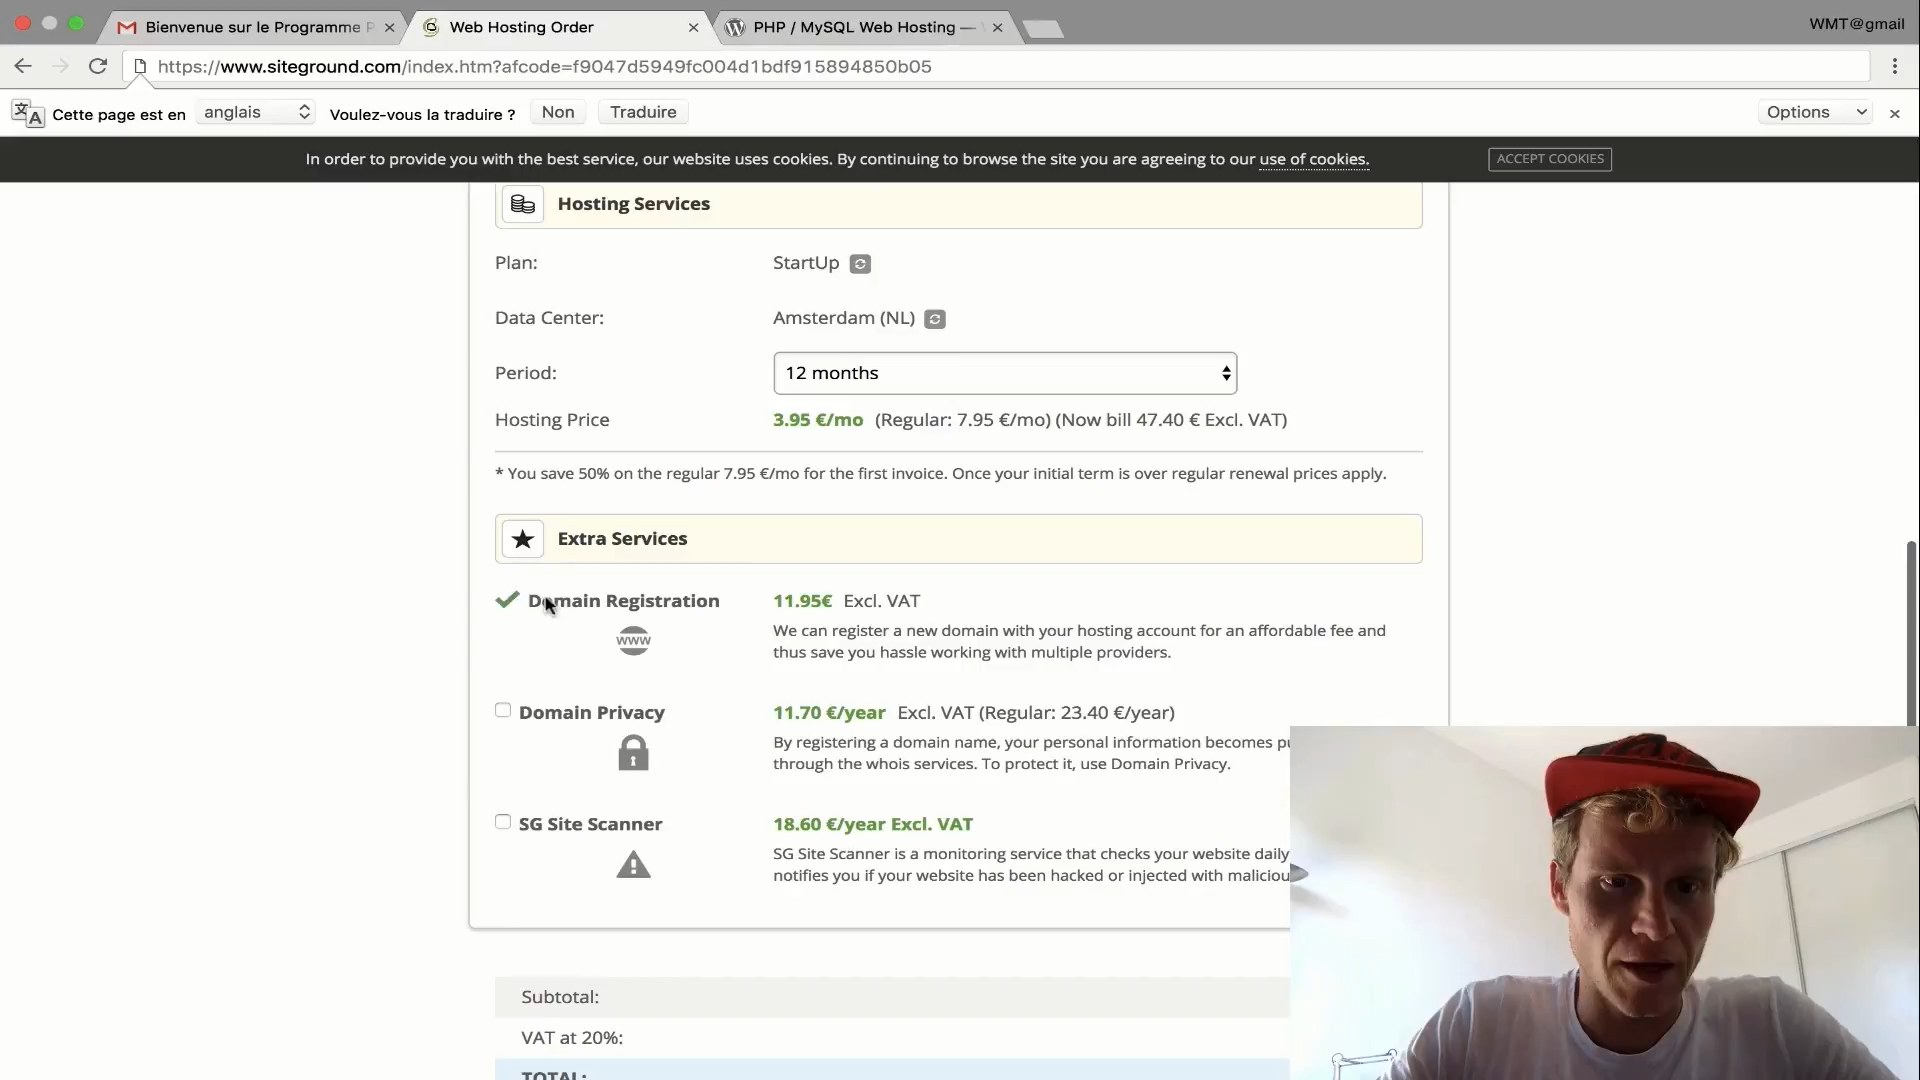 Bienvenue sur le Programme P
Web Hosting Order
PHP / MySQL Web Hosting —
WMT@gmail
https://www.siteground.com/index.htm?afcode=f9047d5949fc004d1bdf915894850b05
Cette page est en anglais Voulez-vous la traduire ? Non Traduire Options
In order to provide you with the best service, our website uses cookies. By continuing to browse the site you are agreeing to our use of cookies. ACCEPT COOKIES
Hosting Services
Plan: StartUp
Data Center: Amsterdam (NL)
Period: 12 months
Hosting Price 3.95 €/mo (Regular: 7.95 €/mo) (Now bill 47.40 € Excl. VAT)
* You save 50% on the regular 7.95 €/mo for the first invoice. Once your initial term is over regular renewal prices apply.
Extra Services
Domain Registration 11.95€ Excl. VAT
www
We can register a new domain with your hosting account for an affordable fee and
thus save you hassle working with multiple providers.
Domain Privacy 11.70 €/year Excl. VAT (Regular: 23.40 €/year)
By registering a domain name, your personal information becomes pu
through the whois services. To protect it, use Domain Privacy.
SG Site Scanner 18.60 €/year Excl. VAT
SG Site Scanner is a monitoring service that checks your website daily
notifies you if your website has been hacked or injected with maliciou
Subtotal:
VAT at 20%:
TOTAL: